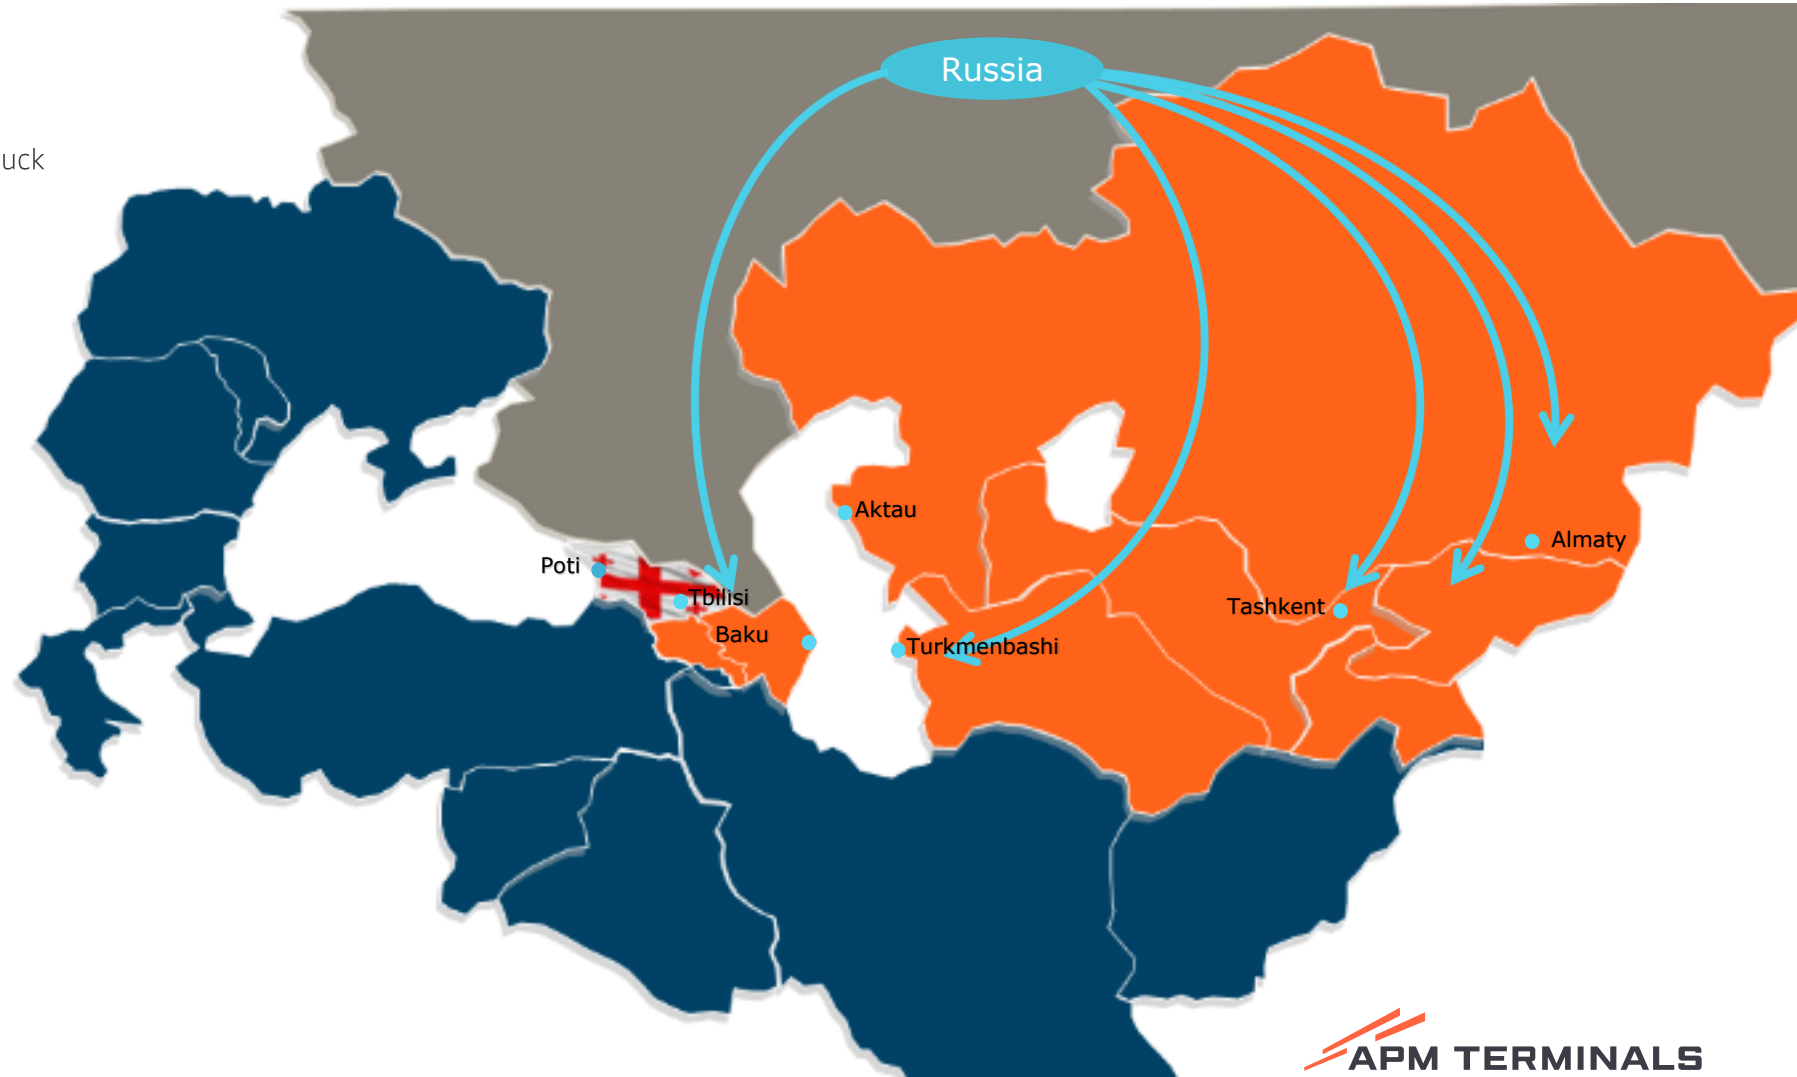 Russia
uck
Aktau
Almaty
Poti
Tbilisi
Tashkent
Baku
Turkmenbashi
APM TERMINALS